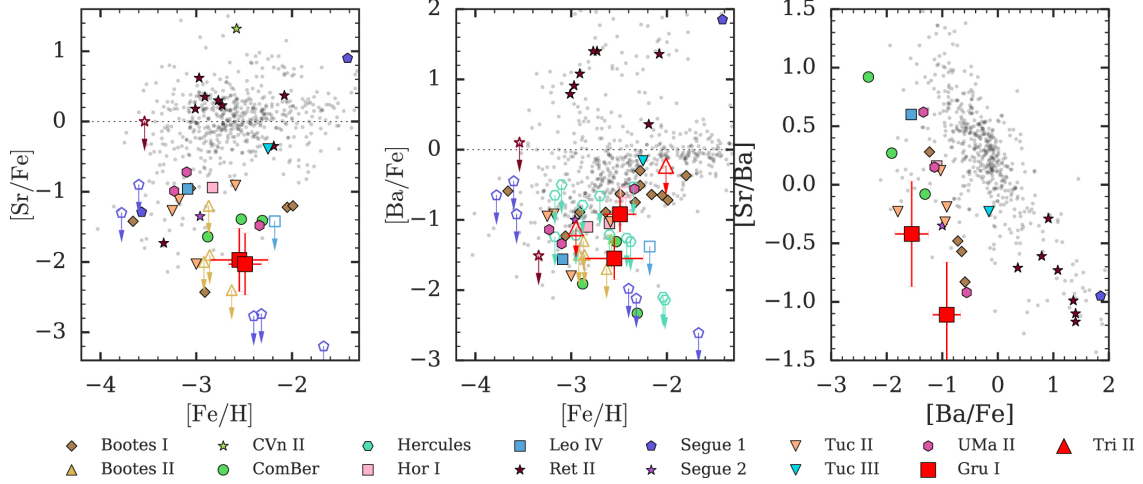 [Sr/Fe]
1
0
−1
−2
−3
−4
−3
−2
[Fe/H]
[Ba/Fe]
2
1
0
−1
−2
−3
−4
−3
−2
[Fe/H]
[Sr/Ba]
1.5
1.0
0.5
0.0
−0.5
−1.0
−1.5
−3
−2
−1
0
1
2
[Ba/Fe]
Bootes I
CVn II
Hercules
Leo IV
Segue 1
Tuc II
UMa II
Tri II
Bootes II
ComBer
Hor I
Ret II
Segue 2
Tuc III
Gru I